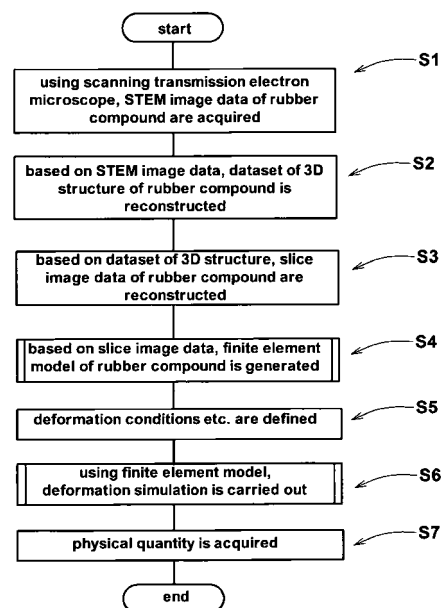 start
S1
using scanning transmission electron
microscope, STEM image data of rubber
compound are acquired
S2
based on STEM image data, dataset of 3D
structure of rubber compound is
reconstructed
S3
based on dataset of 3D structure, slice
image data of rubber compound are
reconstructed
S4
based on slice image data, finite element
model of rubber compound is generated
S5
deformation conditions etc. are defined
S6
using finite element model,
deformation simulation is carried out
S7
physical quantity is acquired
end